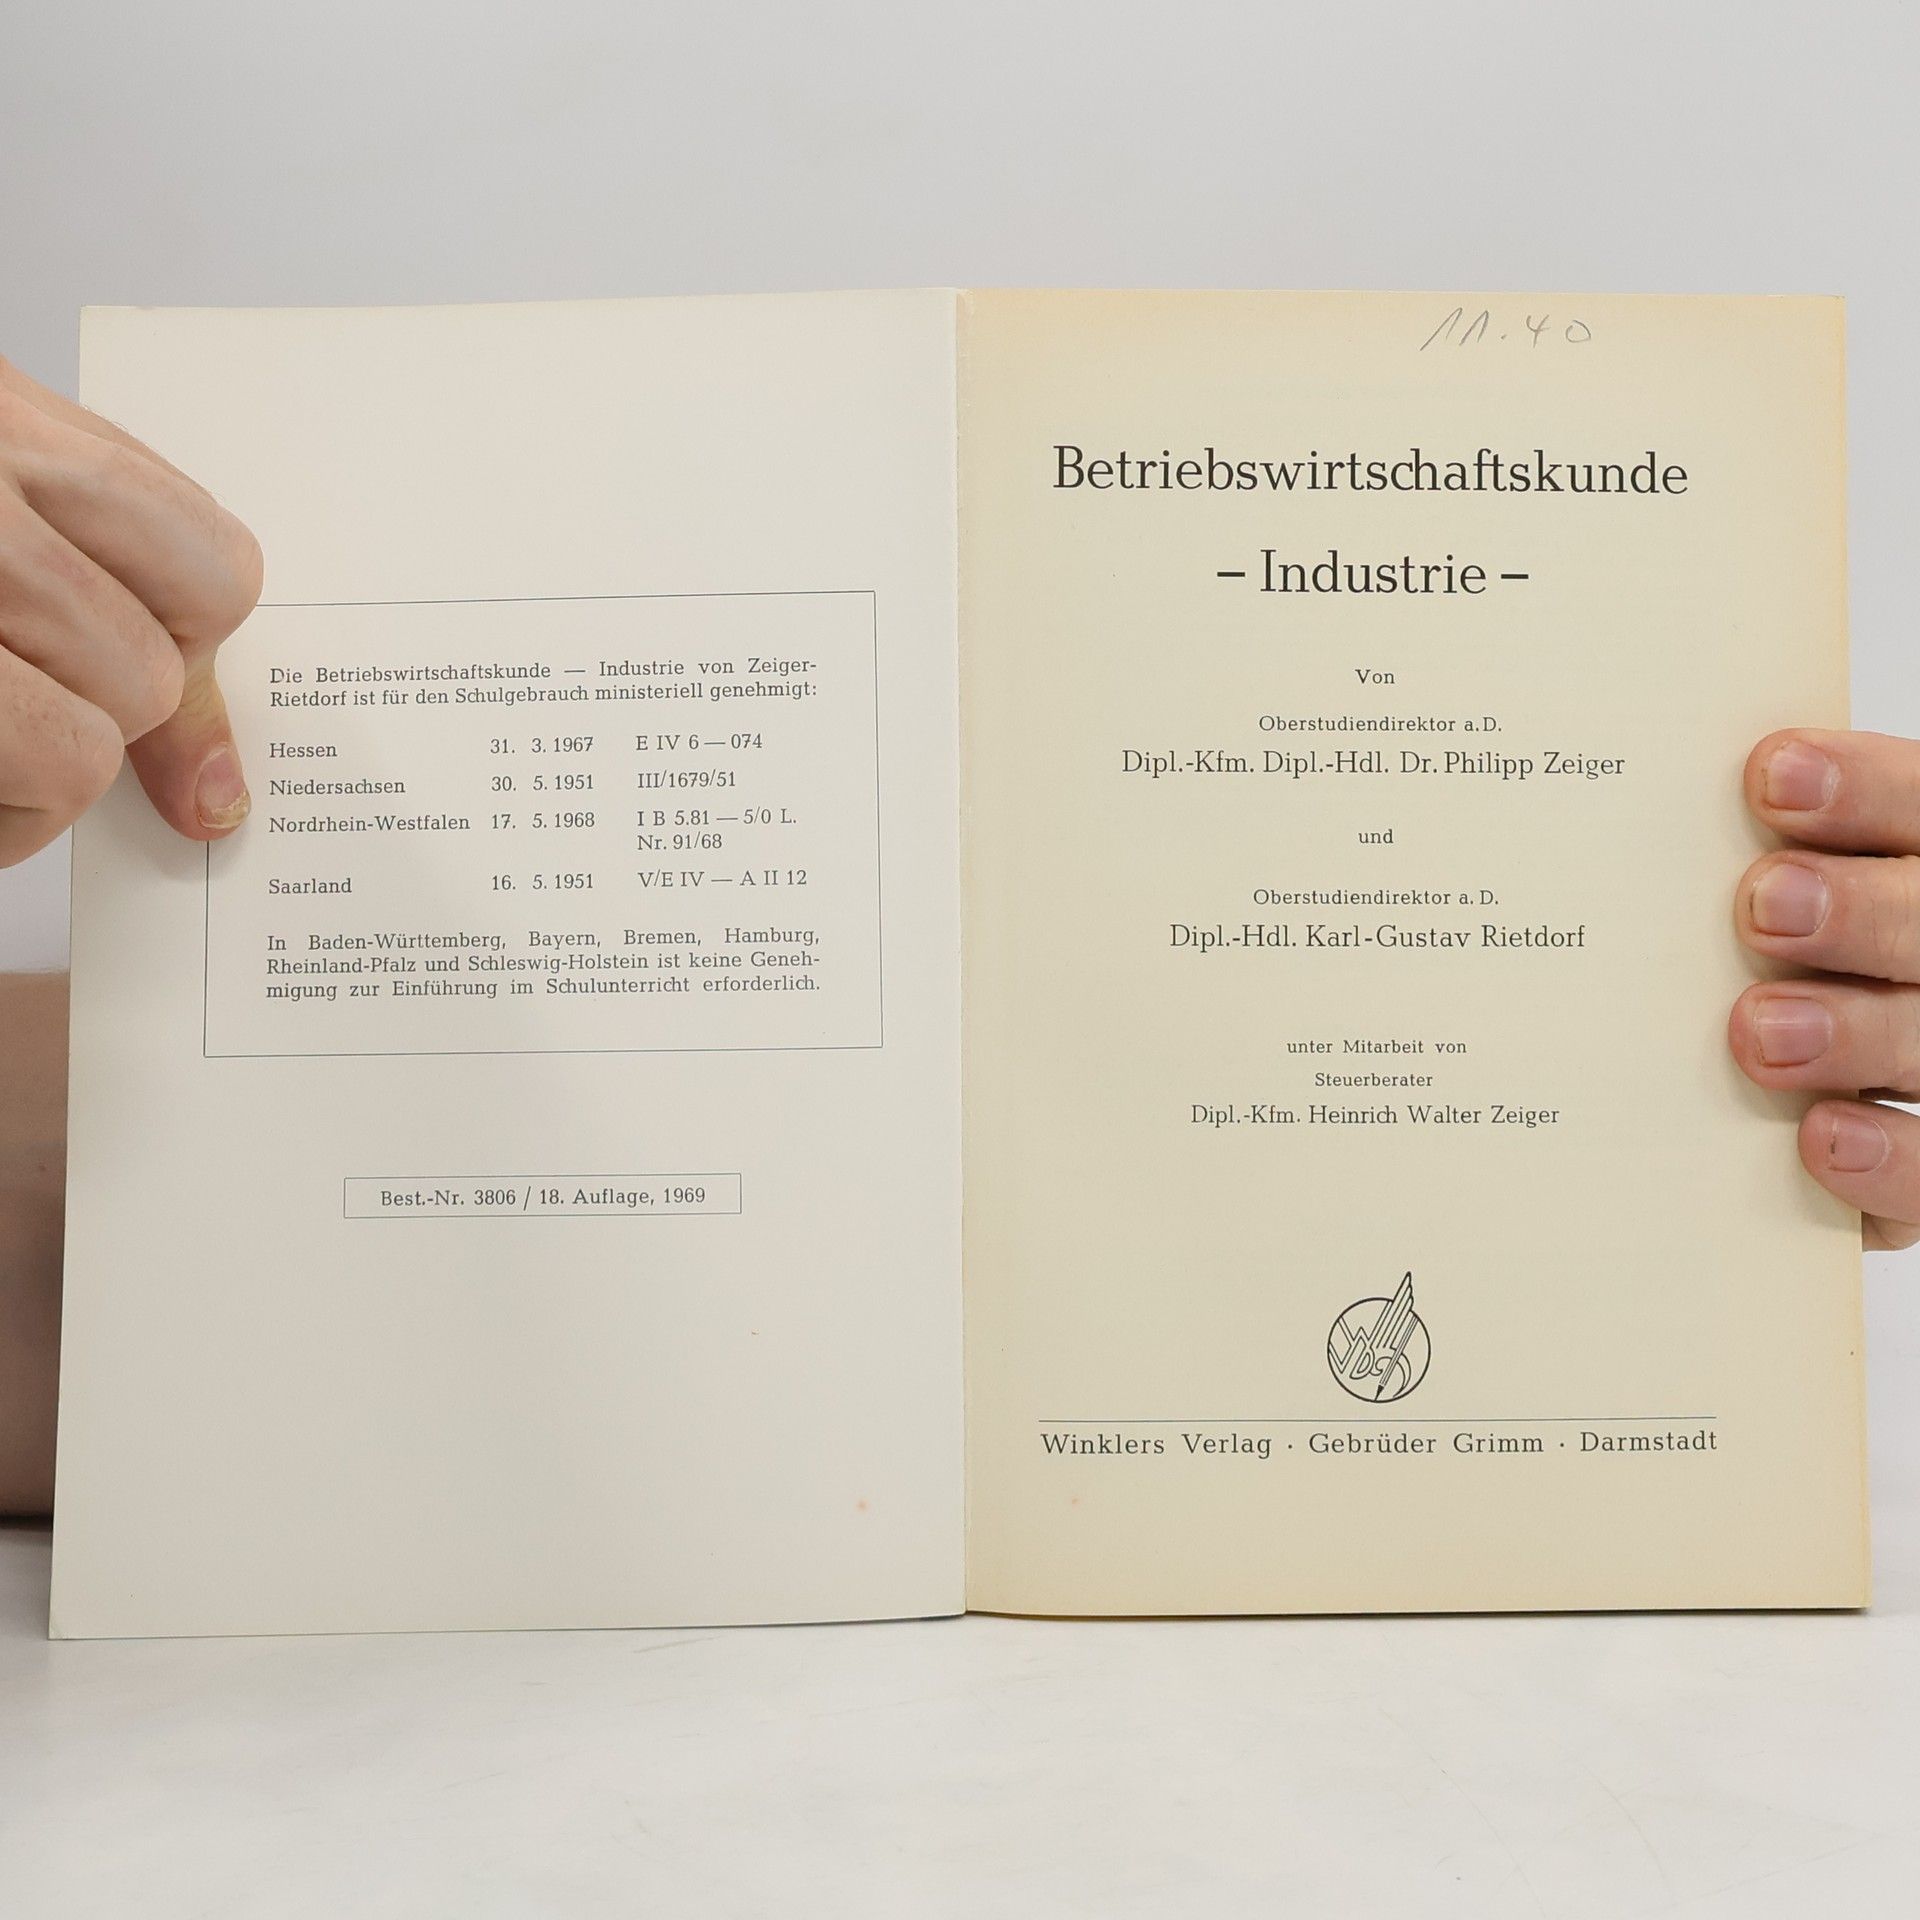 Die Betriebswirtschaftskunde — Industrie von Zeiger-
Rietdorf ist für den Schulgebrauch ministeriell genehmigt:
Hessen 31. 3. 1967 E IV 6 — 074
Niedersachsen 30. 5. 1951 III/1679/51
Nordrhein-Westfalen 17. 5. 1968 I B 5.81 — 5/0 L.
Nr. 91/68
Saarland 16. 5. 1951 V/E IV — A II 12
In Baden-Württemberg, Bayern, Bremen, Hamburg,
Rheinland-Pfalz und Schleswig-Holstein ist keine Geneh-
migung zur Einführung im Schulunterricht erforderlich.
Best.-Nr. 3806 / 18. Auflage, 1969
11.40
Betriebswirtschaftskunde
– Industrie –
Von
Oberstudiendirektor a.D.
Dipl.-Kfm. Dipl.-Hdl. Dr. Philipp Zeiger
und
Oberstudiendirektor a. D.
Dipl.-Hdl. Karl-Gustav Rietdorf
unter Mitarbeit von
Steuerberater
Dipl.-Kfm. Heinrich Walter Zeiger
Winklers Verlag · Gebrüder Grimm · Darmstadt